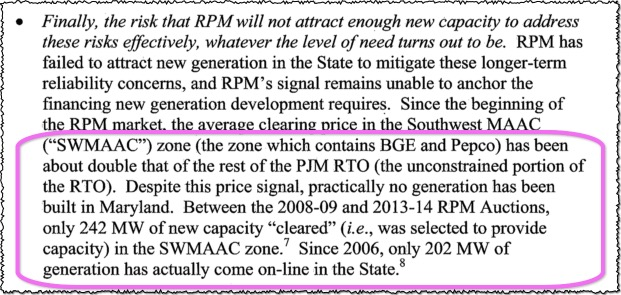 • Finally, the risk that RPM will not attract enough new capacity to address
these risks effectively, whatever the level of need turns out to be. RPM has
failed to attract new generation in the State to mitigate these longer-term
reliability concerns, and RPM's signal remains unable to anchor the
financing new generation development requires. Since the beginning of
the RPM market, the average clearing price in the Southwest MAAC
("SWMAAC") zone (the zone which contains BGE and Pepco) has been
about double that of the rest of the PJM RTO (the unconstrained portion of
the RTO). Despite this price signal, practically no generation has been
built in Maryland. Between the 2008-09 and 2013-14 RPM Auctions,
only 242 MW of new capacity "cleared" (i.e., was selected to provide
capacity) in the SWMAAC zone.7 Since 2006, only 202 MW of
generation has actually come on-line in the State.8